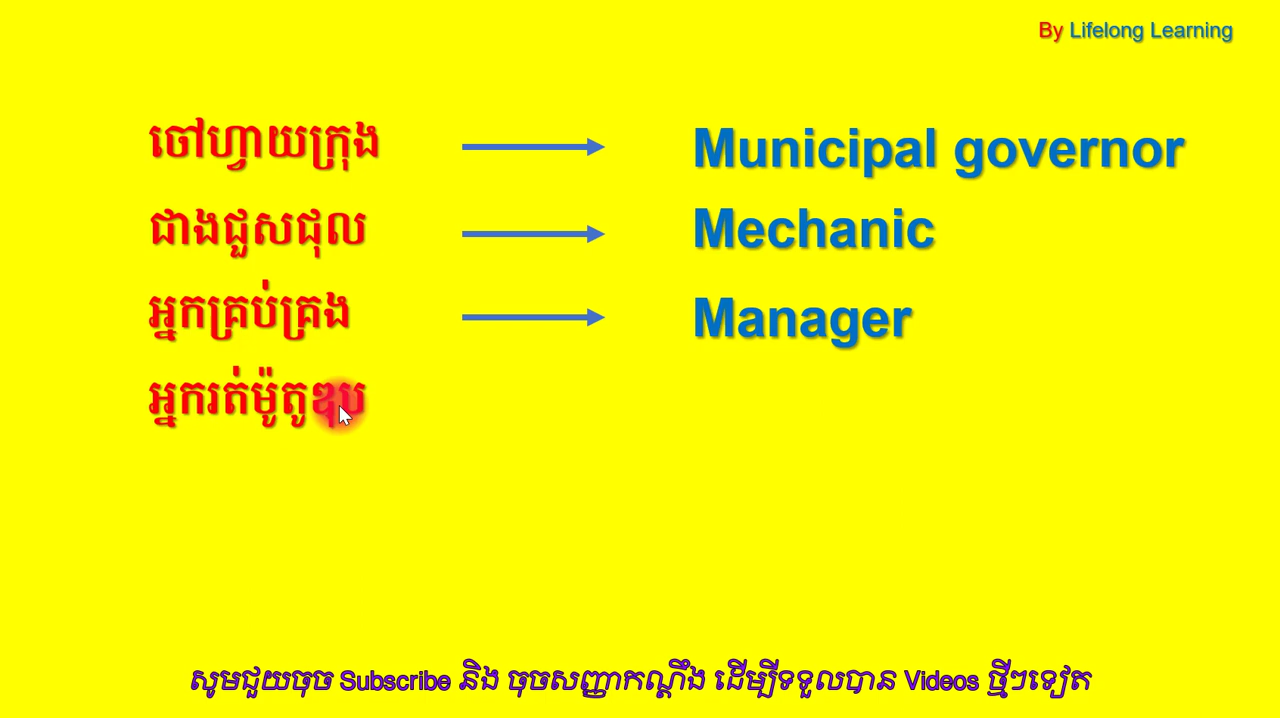 By Lifelong Learning
ចៅហ្វាយក្រុង Municipal governor
ជាងជួសជុល Mechanic
អ្នកគ្រប់គ្រង Manager
អ្នករត់ម៉ូតូឌុប
សូមជួយចុច Subscribe និង ចុចសញ្ញាកណ្ដឹង ដើម្បីទទួលបាន Videos ថ្មីៗទៀត